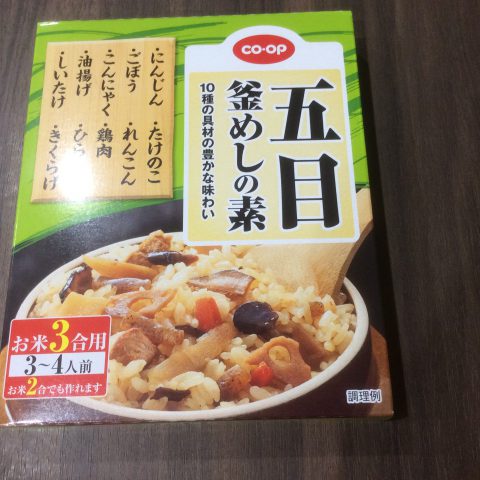 co·op
五目
釜めしの素
10種の具材の豊かな味わい
・にんじん
・ごぼう
・こんにゃく
・油揚げ
・しいたけ
・たけのこ
・れんこん
・鶏肉
・ひら
・きくらげ
お米3合用
3~4人前
お米2合でも作れます
調理例